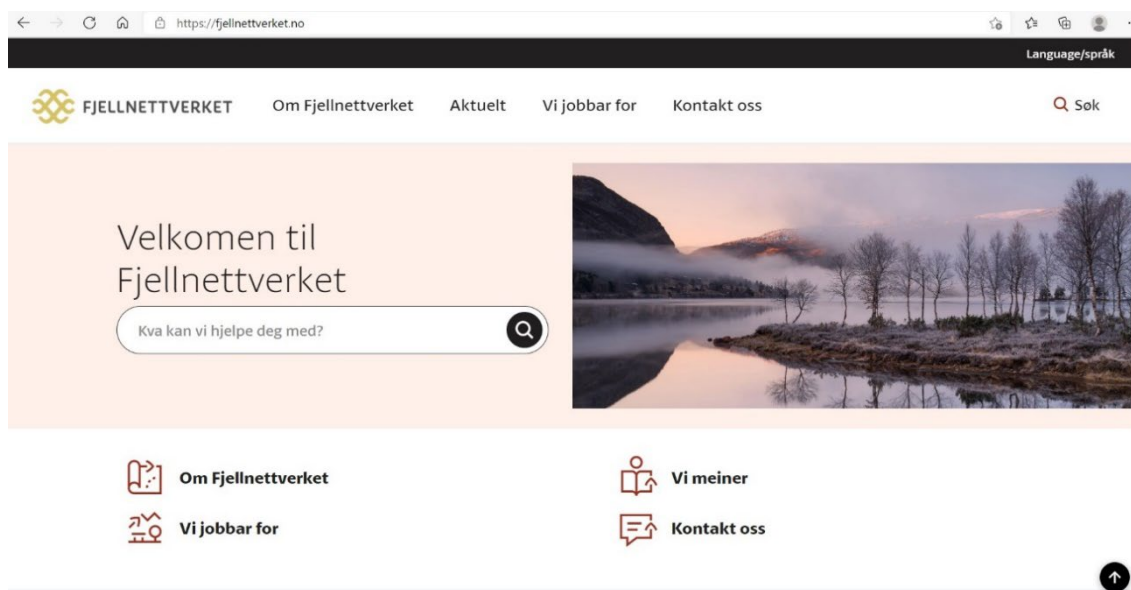 https://fjellnettverket.no
Language/språk
FJELLNETTVERKET Om Fjellnettverket Aktuelt Vi jobbar for Kontakt oss Søk
Velkomen til
Fjellnettverket
Kva kan vi hjelpe deg med?
Om Fjellnettverket Vi meiner
Vi jobbar for Kontakt oss